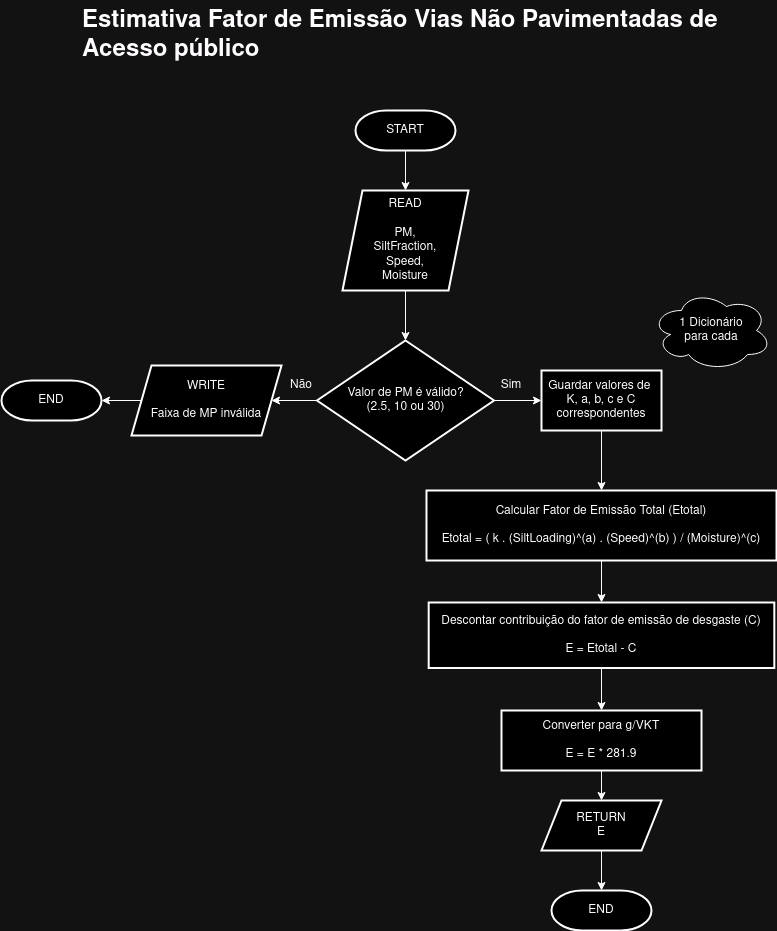 Estimativa Fator de Emissão Vias Não Pavimentadas de
Acesso público
START
READ
PM,
SiltFraction,
Speed,
Moisture
1 Dicionário
para cada
Valor de PM é válido?
(2.5, 10 ou 30)
Não
Sim
WRITE
Faixa de MP inválida
END
Guardar valores de
K, a, b, c e C
correspondentes
Calcular Fator de Emissão Total (Etotal)
Etotal = ( k . (SiltLoading)^(a) . (Speed)^(b) ) / (Moisture)^(c)
Descontar contribuição do fator de emissão de desgaste (C)
E = Etotal - C
Converter para g/VKT
E = E * 281.9
RETURN
E
END